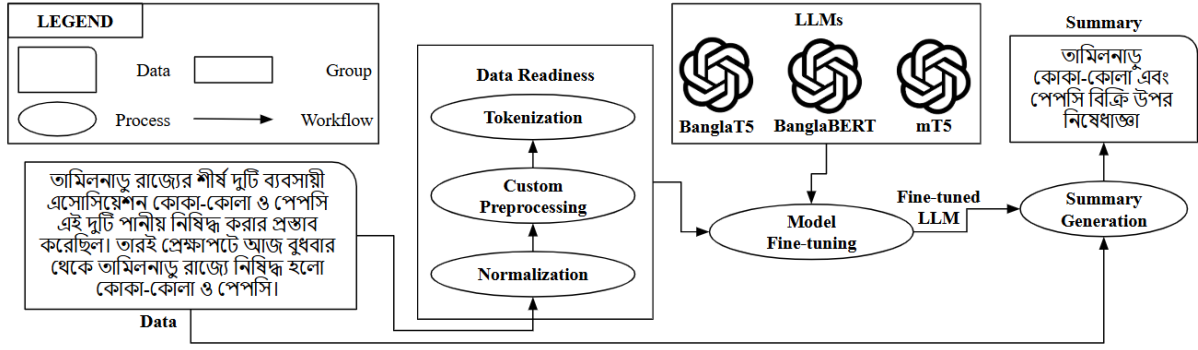 LEGEND
Data
Group
Process
Workflow
তামিলনাডু রাজ্যের শীর্ষ দুটি ব্যবসায়ী
এসোসিয়েশন কোকা-কোলা ও পেপসি
এই দুটি পানীয় নিষিদ্ধ করার প্রস্তাব
করেছিল। তারই প্রেক্ষাপটে আজ বুধবার
থেকে তামিলনাডু রাজ্যে নিষিদ্ধ হলো
কোকা-কোলা ও পেপসি।
Data
Data Readiness
Tokenization
Custom
Preprocessing
Normalization
LLMs
BanglaT5
BanglaBERT
mT5
Model
Fine-tuning
Fine-tuned
LLM
Summary
তামিলনাডু
কোকা-কোলা এবং
পেপসি বিক্রি উপর
নিষেধাজ্ঞা
Summary
Generation